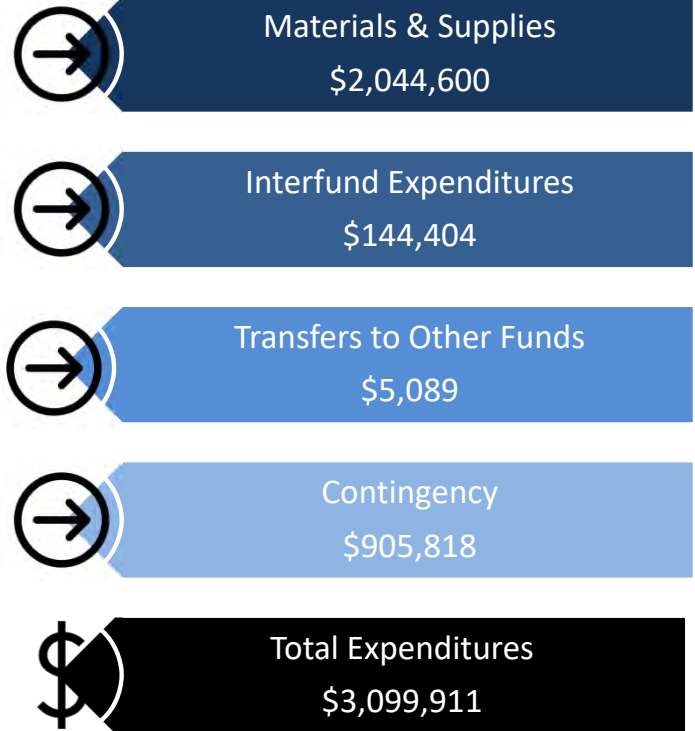 Materials & Supplies
$2,044,600
Interfund Expenditures
$144,404
Transfers to Other Funds
$5,089
Contingency
$905,818
$
Total Expenditures
$3,099,911